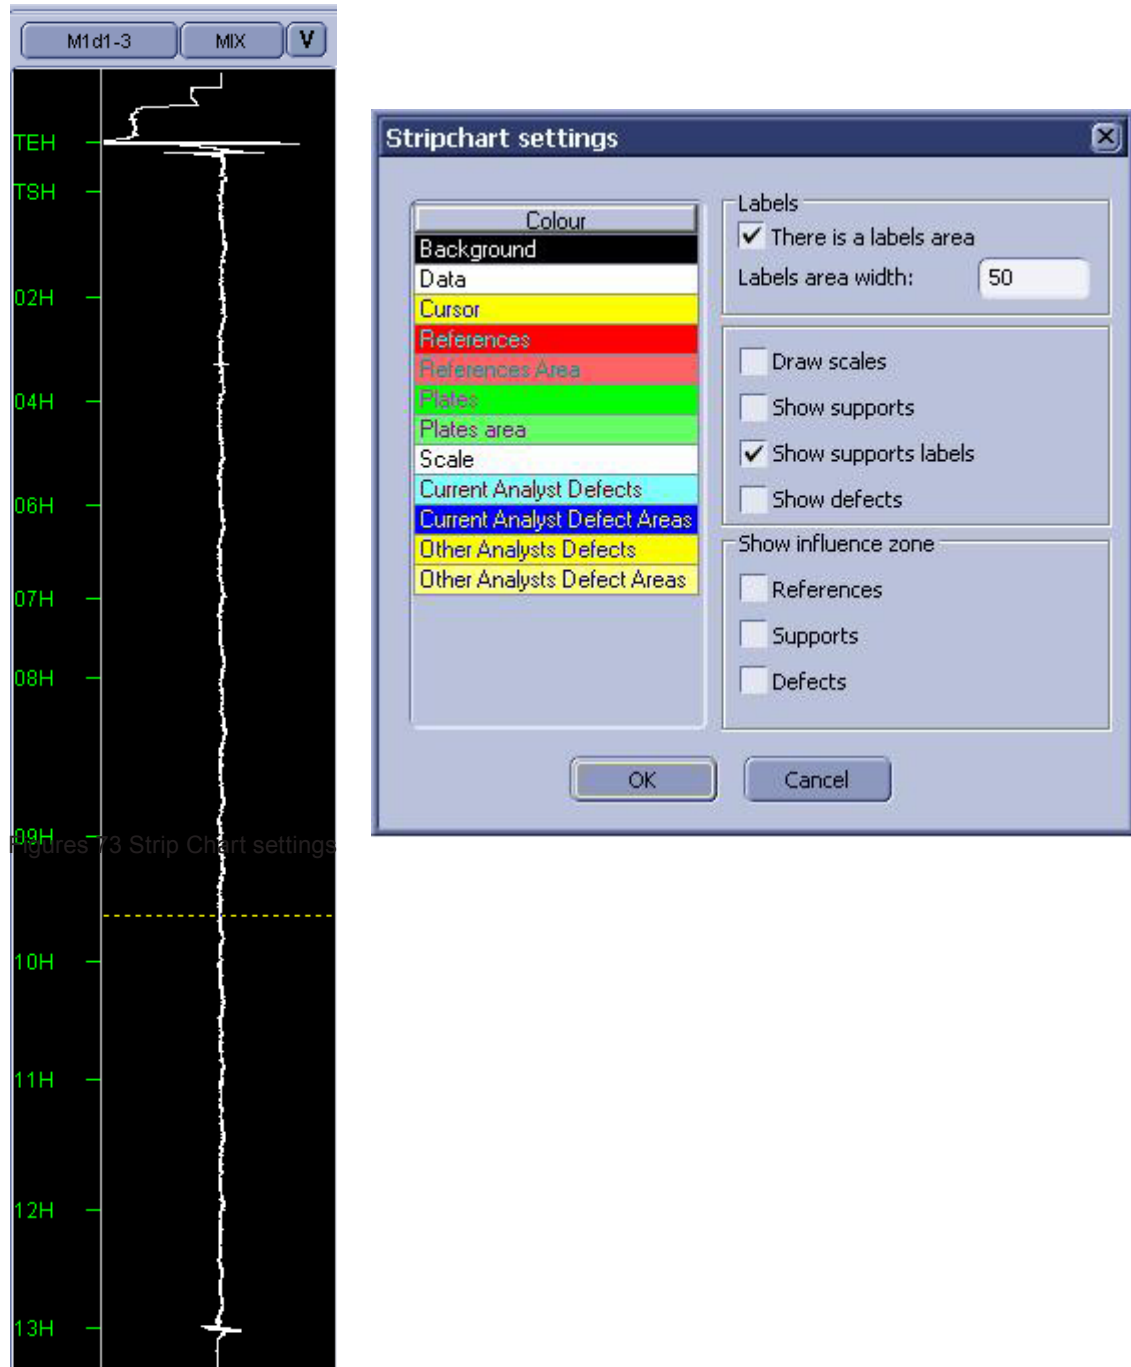 M1d1-3 MIX V
TEH
TSH
02H
04H
06H
07H
08H
09H
Figures 73 Strip Chart settings
10H
11H
12H
13H
Stripchart settings
Colour
Background
Data
Cursor
References
References Area
Plates
Plates area
Scale
Current Analyst Defects
Current Analyst Defect Areas
Other Analysts Defects
Other Analysts Defect Areas
Labels
There is a labels area
Labels area width: 50
Draw scales
Show supports
Show supports labels
Show defects
Show influence zone
References
Supports
Defects
OK Cancel